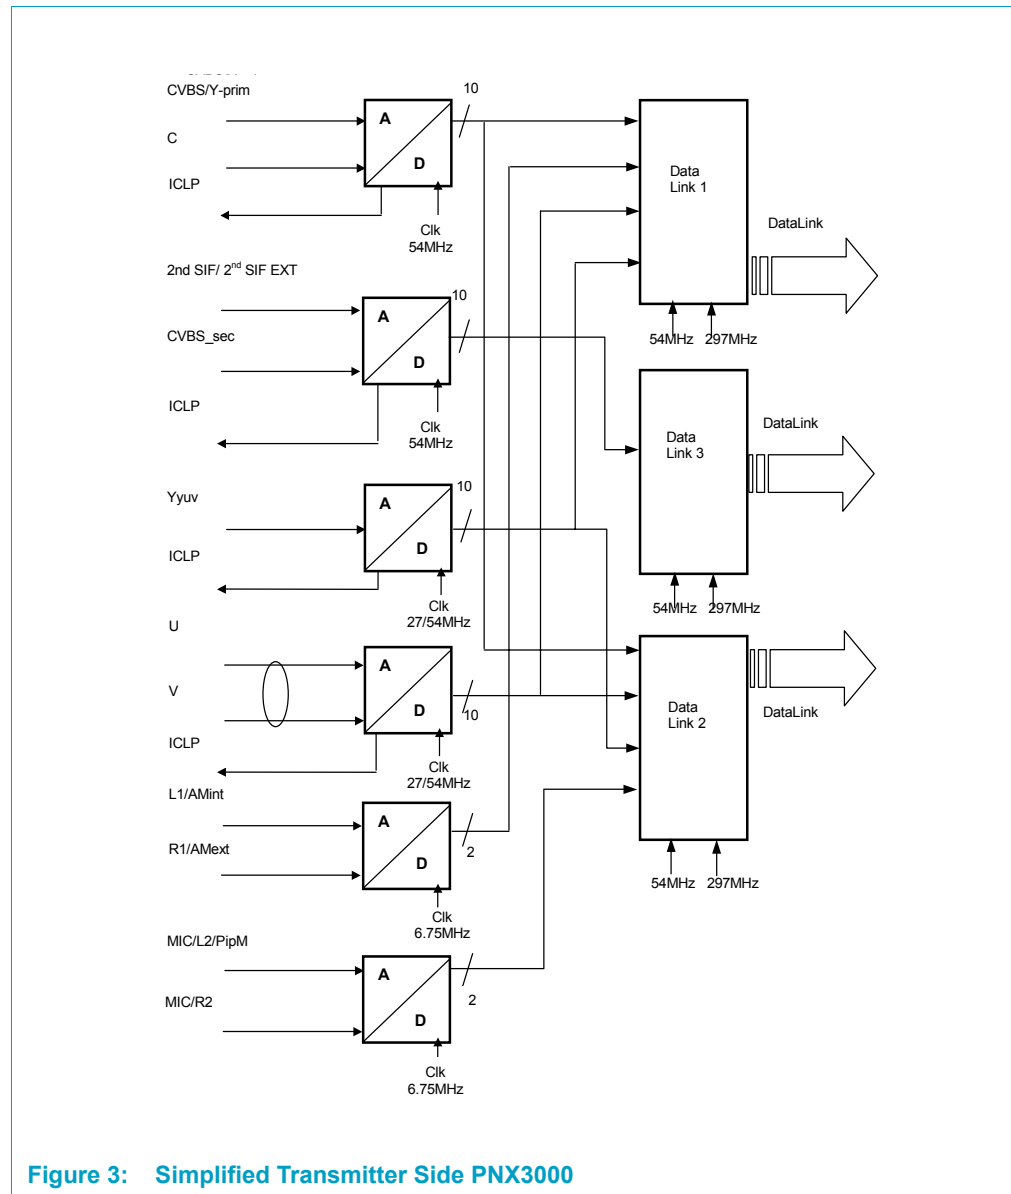 CVBS/Y-prim
C
ICLP
A
D
10
Clk
54MHz
Data
Link 1
DataLink
54MHz
297MHz
2nd SIF/ 2nd SIF EXT
CVBS_sec
ICLP
A
D
10
Clk
54MHz
Data
Link 3
DataLink
54MHz
297MHz
Yyuv
ICLP
A
D
10
Clk
27/54MHz
U
V
ICLP
A
D
10
Clk
27/54MHz
Data
Link 2
DataLink
54MHz
297MHz
L1/AMint
R1/AMext
A
D
2
Clk
6.75MHz
MIC/L2/PipM
MIC/R2
A
D
2
Clk
6.75MHz
Figure 3: Simplified Transmitter Side PNX3000